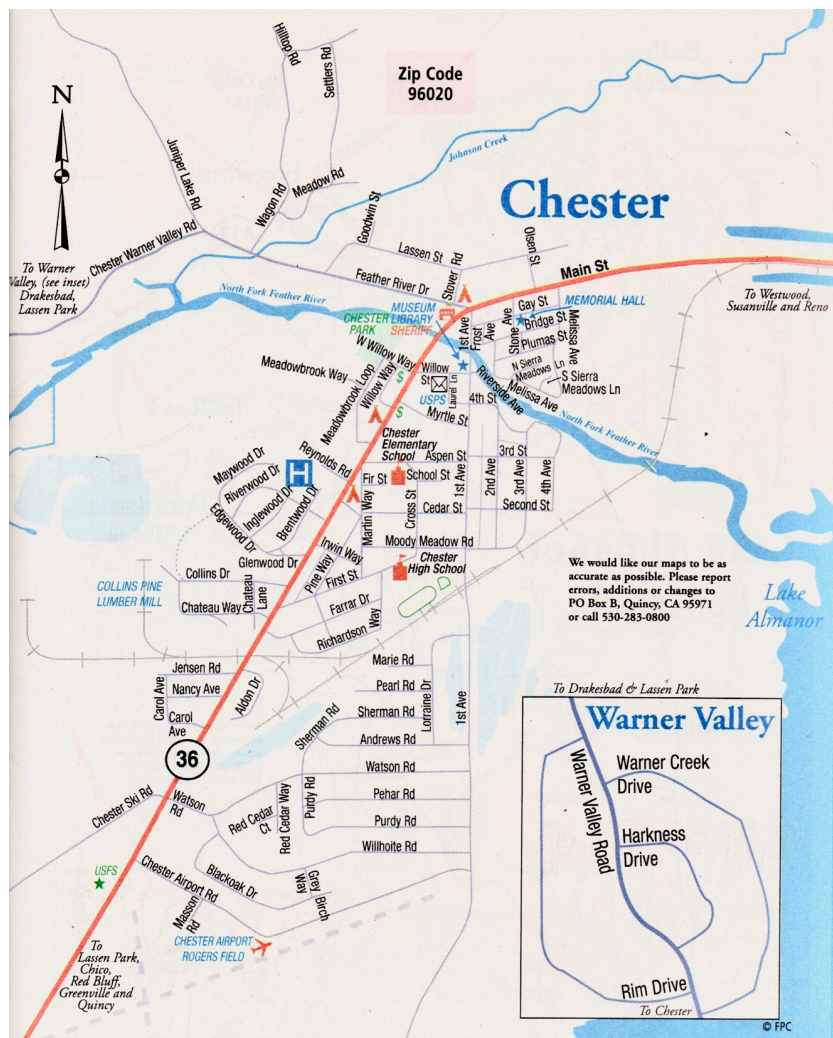 Hilltop Rd
Settlers Rd
Zip Code
96020
N
Juniper Lake Rd
Johnson Creek
Wagon Rd
Meadow Rd
Goodwin St
Chester
Chester Warner Valley Rd
Lassen St
Stover Rd
Olsen St
To Warner
Valley, (see inset)
Drakesbad,
Lassen Park
Feather River Dr
Main St
To Westwood,
Susanville and Reno
North Fork Feather River
MUSEUM
LIBRARY
SHERIFF
CHESTER
PARK
1st Ave
Frost Ave
Stone Ave
Gay St
MEMORIAL HALL
Bridge St
Plumas St
Melissa Ave
W Willow Way
Meadowbrook Way
Meadowbrook Loop
Willow Way
$
Willow
St
USPS
Laurel Ln
N Sierra
Meadows Ln
S Sierra
Meadows Ln
Riverside Ave
Melissa Ave
4th St
$
Myrtle St
North Fork Feather River
Chester
Elementary
School
Reynolds Rd
Aspen St
3rd St
H
Maywood Dr
Riverwood Dr
Inglewood Dr
Brentwood Dr
Edgewood Dr
Fir St
School St
1st Ave
2nd Ave
3rd Ave
4th Ave
Martin Way
Cross St
Cedar St
Second St
Moody Meadow Rd
Irwin Way
Glenwood Dr
Pine Way
First St
Chester
High School
Collins Dr
COLLINS PINE
LUMBER MILL
Chateau Way
Chateau
Lane
Farrar Dr
Richardson Way
We would like our maps to be as
accurate as possible. Please report
errors, additions or changes to
PO Box B, Quincy, CA 95971
or call 530-283-0800
Lake
Almanor
Jensen Rd
Carol Ave
Nancy Ave
Carol
Ave
Aldon Dr
Marie Rd
Pearl Rd
Sherman Rd
Sherman Rd
Lorraine Dr
1st Ave
Andrews Rd
36
Watson Rd
Chester Ski Rd
Watson
Rd
Red Cedar
Ct
Red Cedar Way
Purdy Rd
Pehar Rd
Purdy Rd
Willhoite Rd
USFS
Chester Airport Rd
Blackoak Dr
Grey
Way
Birch
Masson
Rd
CHESTER AIRPORT
ROGERS FIELD
To
Lassen Park,
Chico,
Red Bluff,
Greenville and
Quincy
To Drakesbad & Lassen Park
Warner Valley
Warner Creek
Drive
Warner Valley Road
Harkness
Drive
Rim Drive
To Chester
© FPC